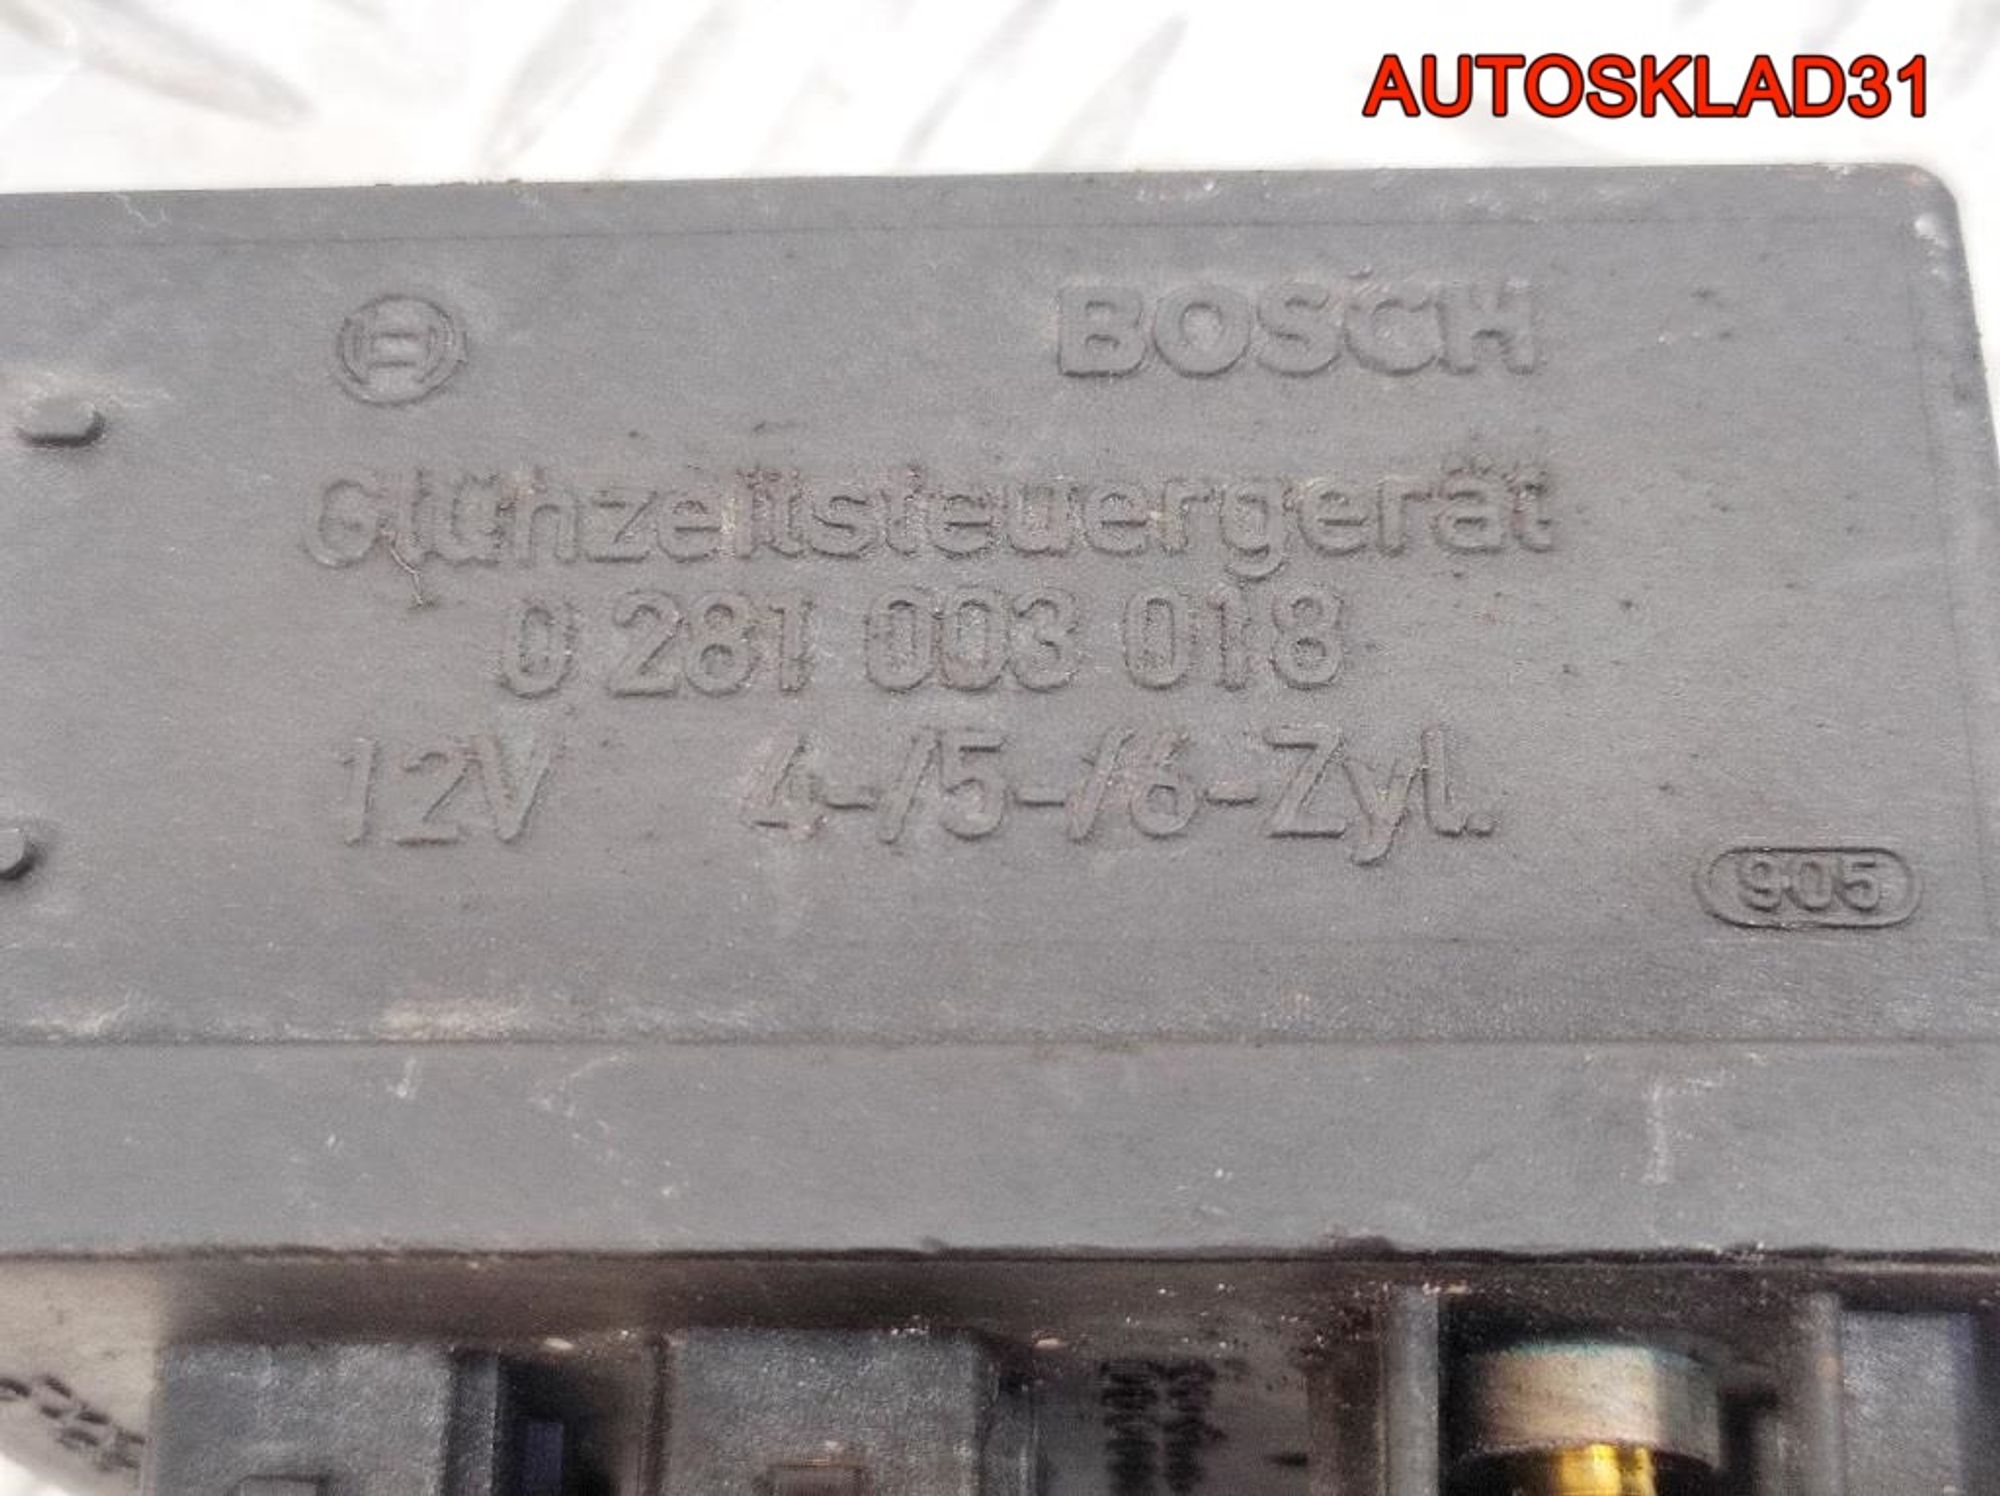 AUTOSKLAD31
BOSCH
Glühzeitsteuergerät
0 281 003 018
12V 4-/5-/6-Zyl.
905